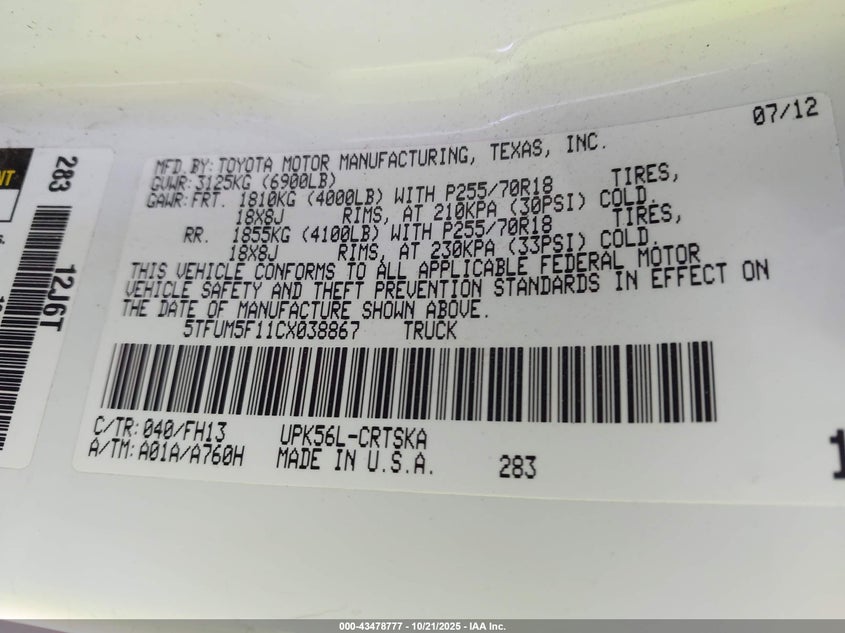 07/12
MFD.BY:TOYOTA MOTOR MANUFACTURING, TEXAS, INC.
GVWR:3125KG (6900LB)
GAWR:FRT. 1810KG (4000LB) WITH P255/70R18 TIRES,
18X8J RIMS, AT 210KPA (30PSI) COLD.
RR. 1855KG (4100LB) WITH P255/70R18 TIRES,
18X8J RIMS, AT 230KPA (33PSI) COLD.
THIS VEHICLE CONFORMS TO ALL APPLICABLE FEDERAL MOTOR
VEHICLE SAFETY AND THEFT PREVENTION STANDARDS IN EFFECT ON
THE DATE OF MANUFACTURE SHOWN ABOVE.
5TFUM5F11CX038867 TRUCK
C/TR:040/FH13 UPK56L-CRTSKA
A/TM:A01A/A760H MADE IN U.S.A. 283
283
12J6T
000-43478777 - 10/21/2025 - IAA Inc.